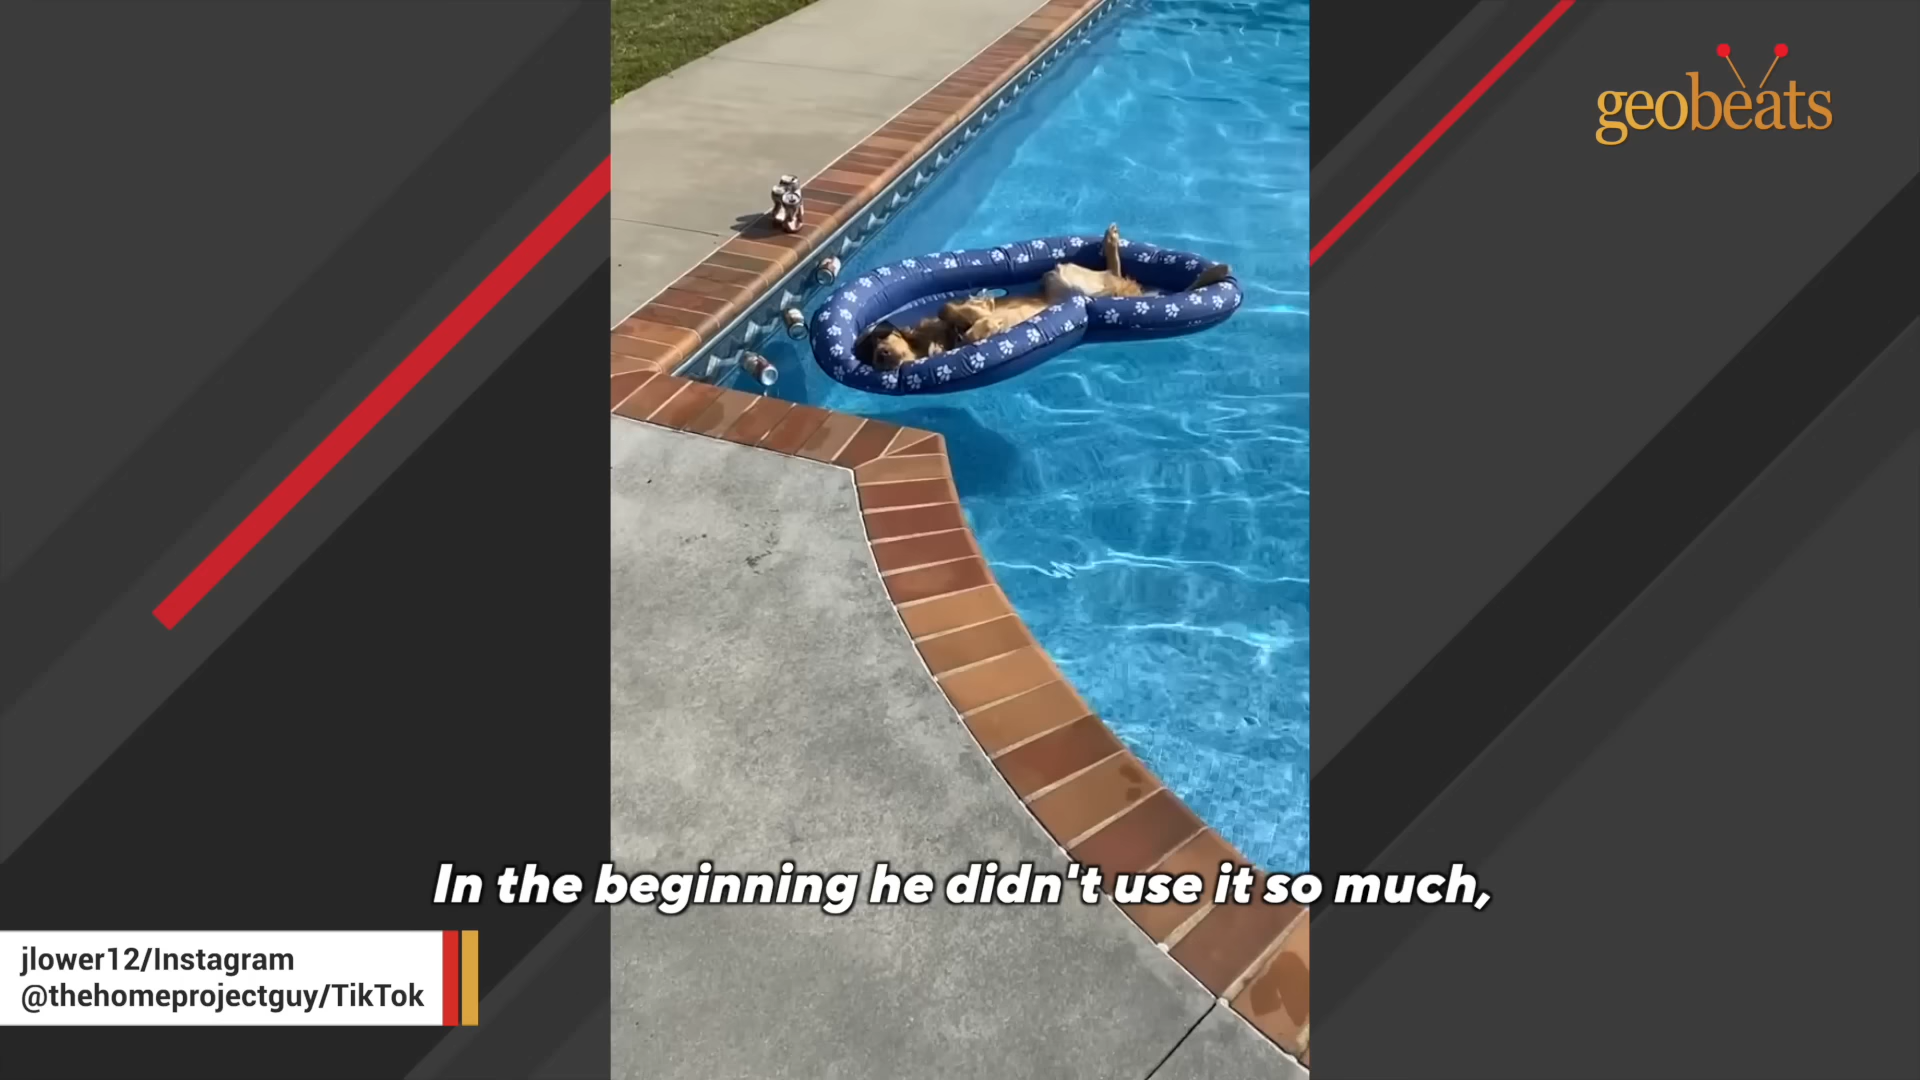 geobeats
In the beginning he didn't use it so much,
jlower12/Instagram
@thehomeprojectguy/TikTok